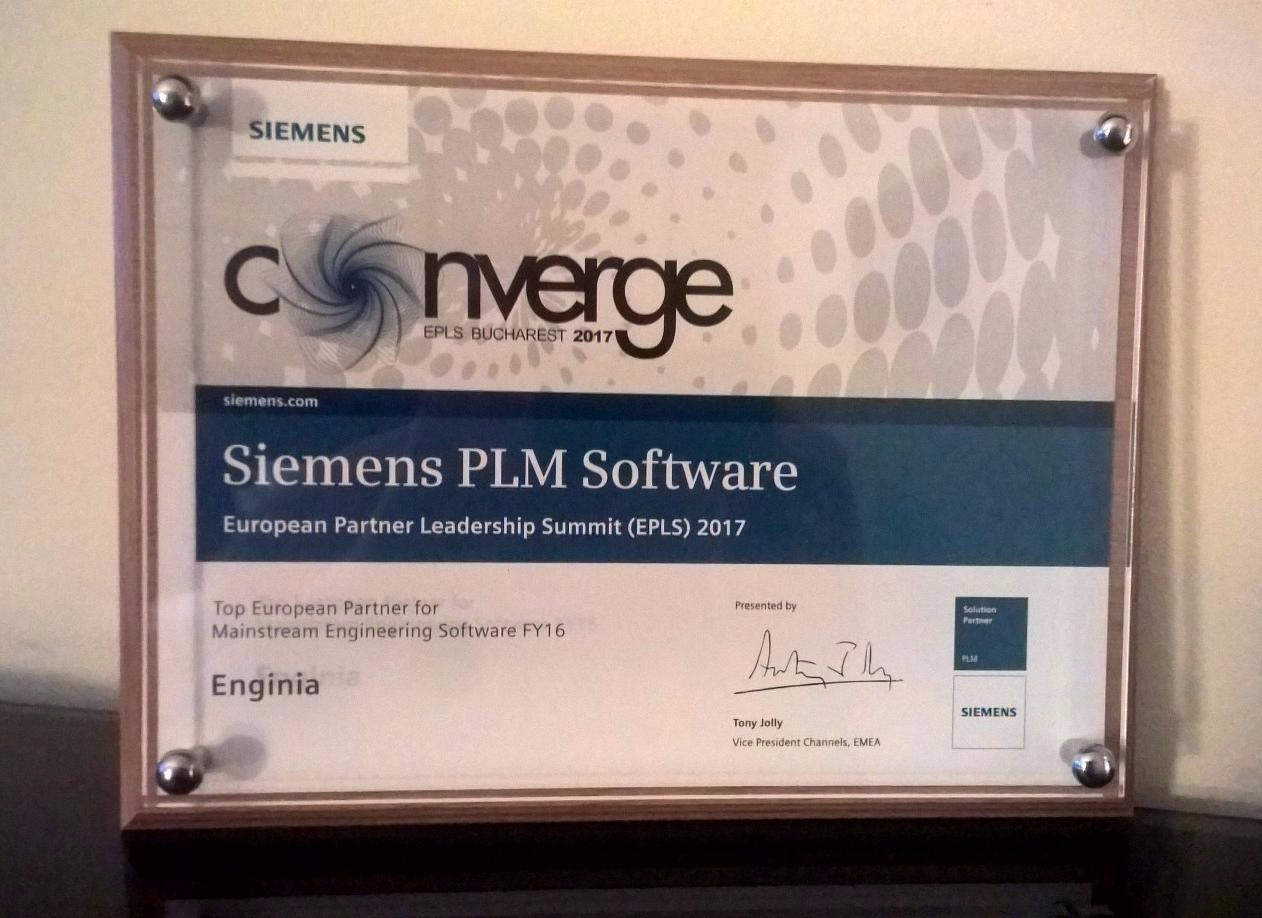 SIEMENS
converge
EPLS BUCHAREST 2017
siemens.com
Siemens PLM Software
European Partner Leadership Summit (EPLS) 2017
Top European Partner for
Mainstream Engineering Software FY16
Enginia
Presented by
Tony Jolly
Vice President Channels, EMEA
Solution
Partner
PLM
SIEMENS